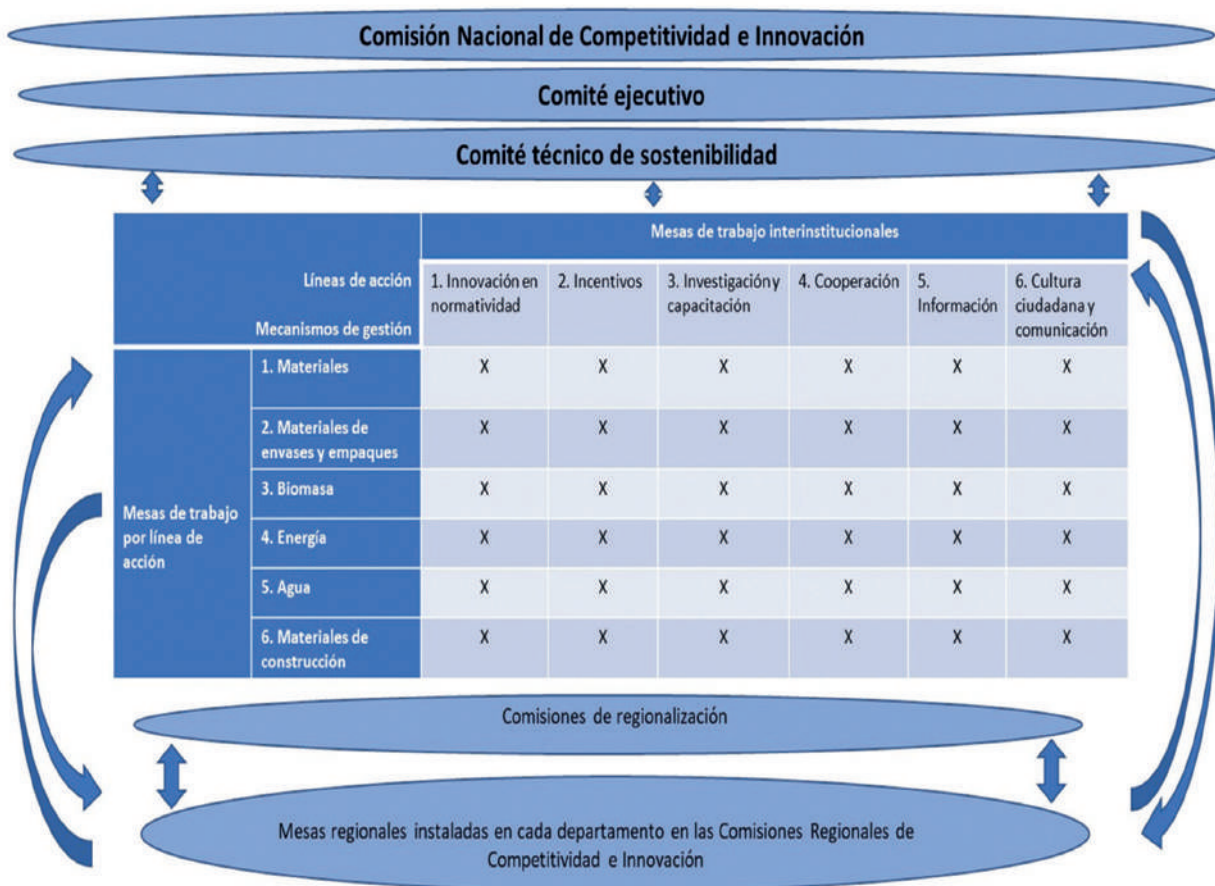 Comisión Nacional de Competitividad e Innovación
Comité ejecutivo
Comité técnico de sostenibilidad
Mesas de trabajo interinstitucionales
Líneas de acción
Mecanismos de gestión
1. Innovación en
normatividad
2. Incentivos
3. Investigación y
capacitación
4. Cooperación
5.
Información
6. Cultura
ciudadana y
comunicación
Mesas de trabajo
por línea de
acción
1. Materiales
X X X X X X
2. Materiales de
envases y empaques
X X X X X X
3. Biomasa
X X X X X X
4. Energía
X X X X X X
5. Agua
X X X X X X
6. Materiales de
construcción
X X X X X X
Comisiones de regionalización
Mesas regionales instaladas en cada departamento en las Comisiones Regionales de
Competitividad e Innovación